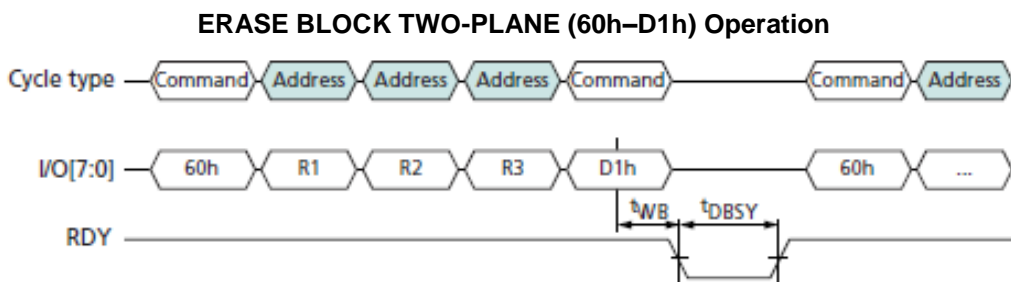 ERASE BLOCK TWO-PLANE (60h–D1h) Operation
Cycle type Command Address Address Address Command Command Address
I/O[7:0] 60h R1 R2 R3 D1h 60h ...
tWB tDBSY
RDY